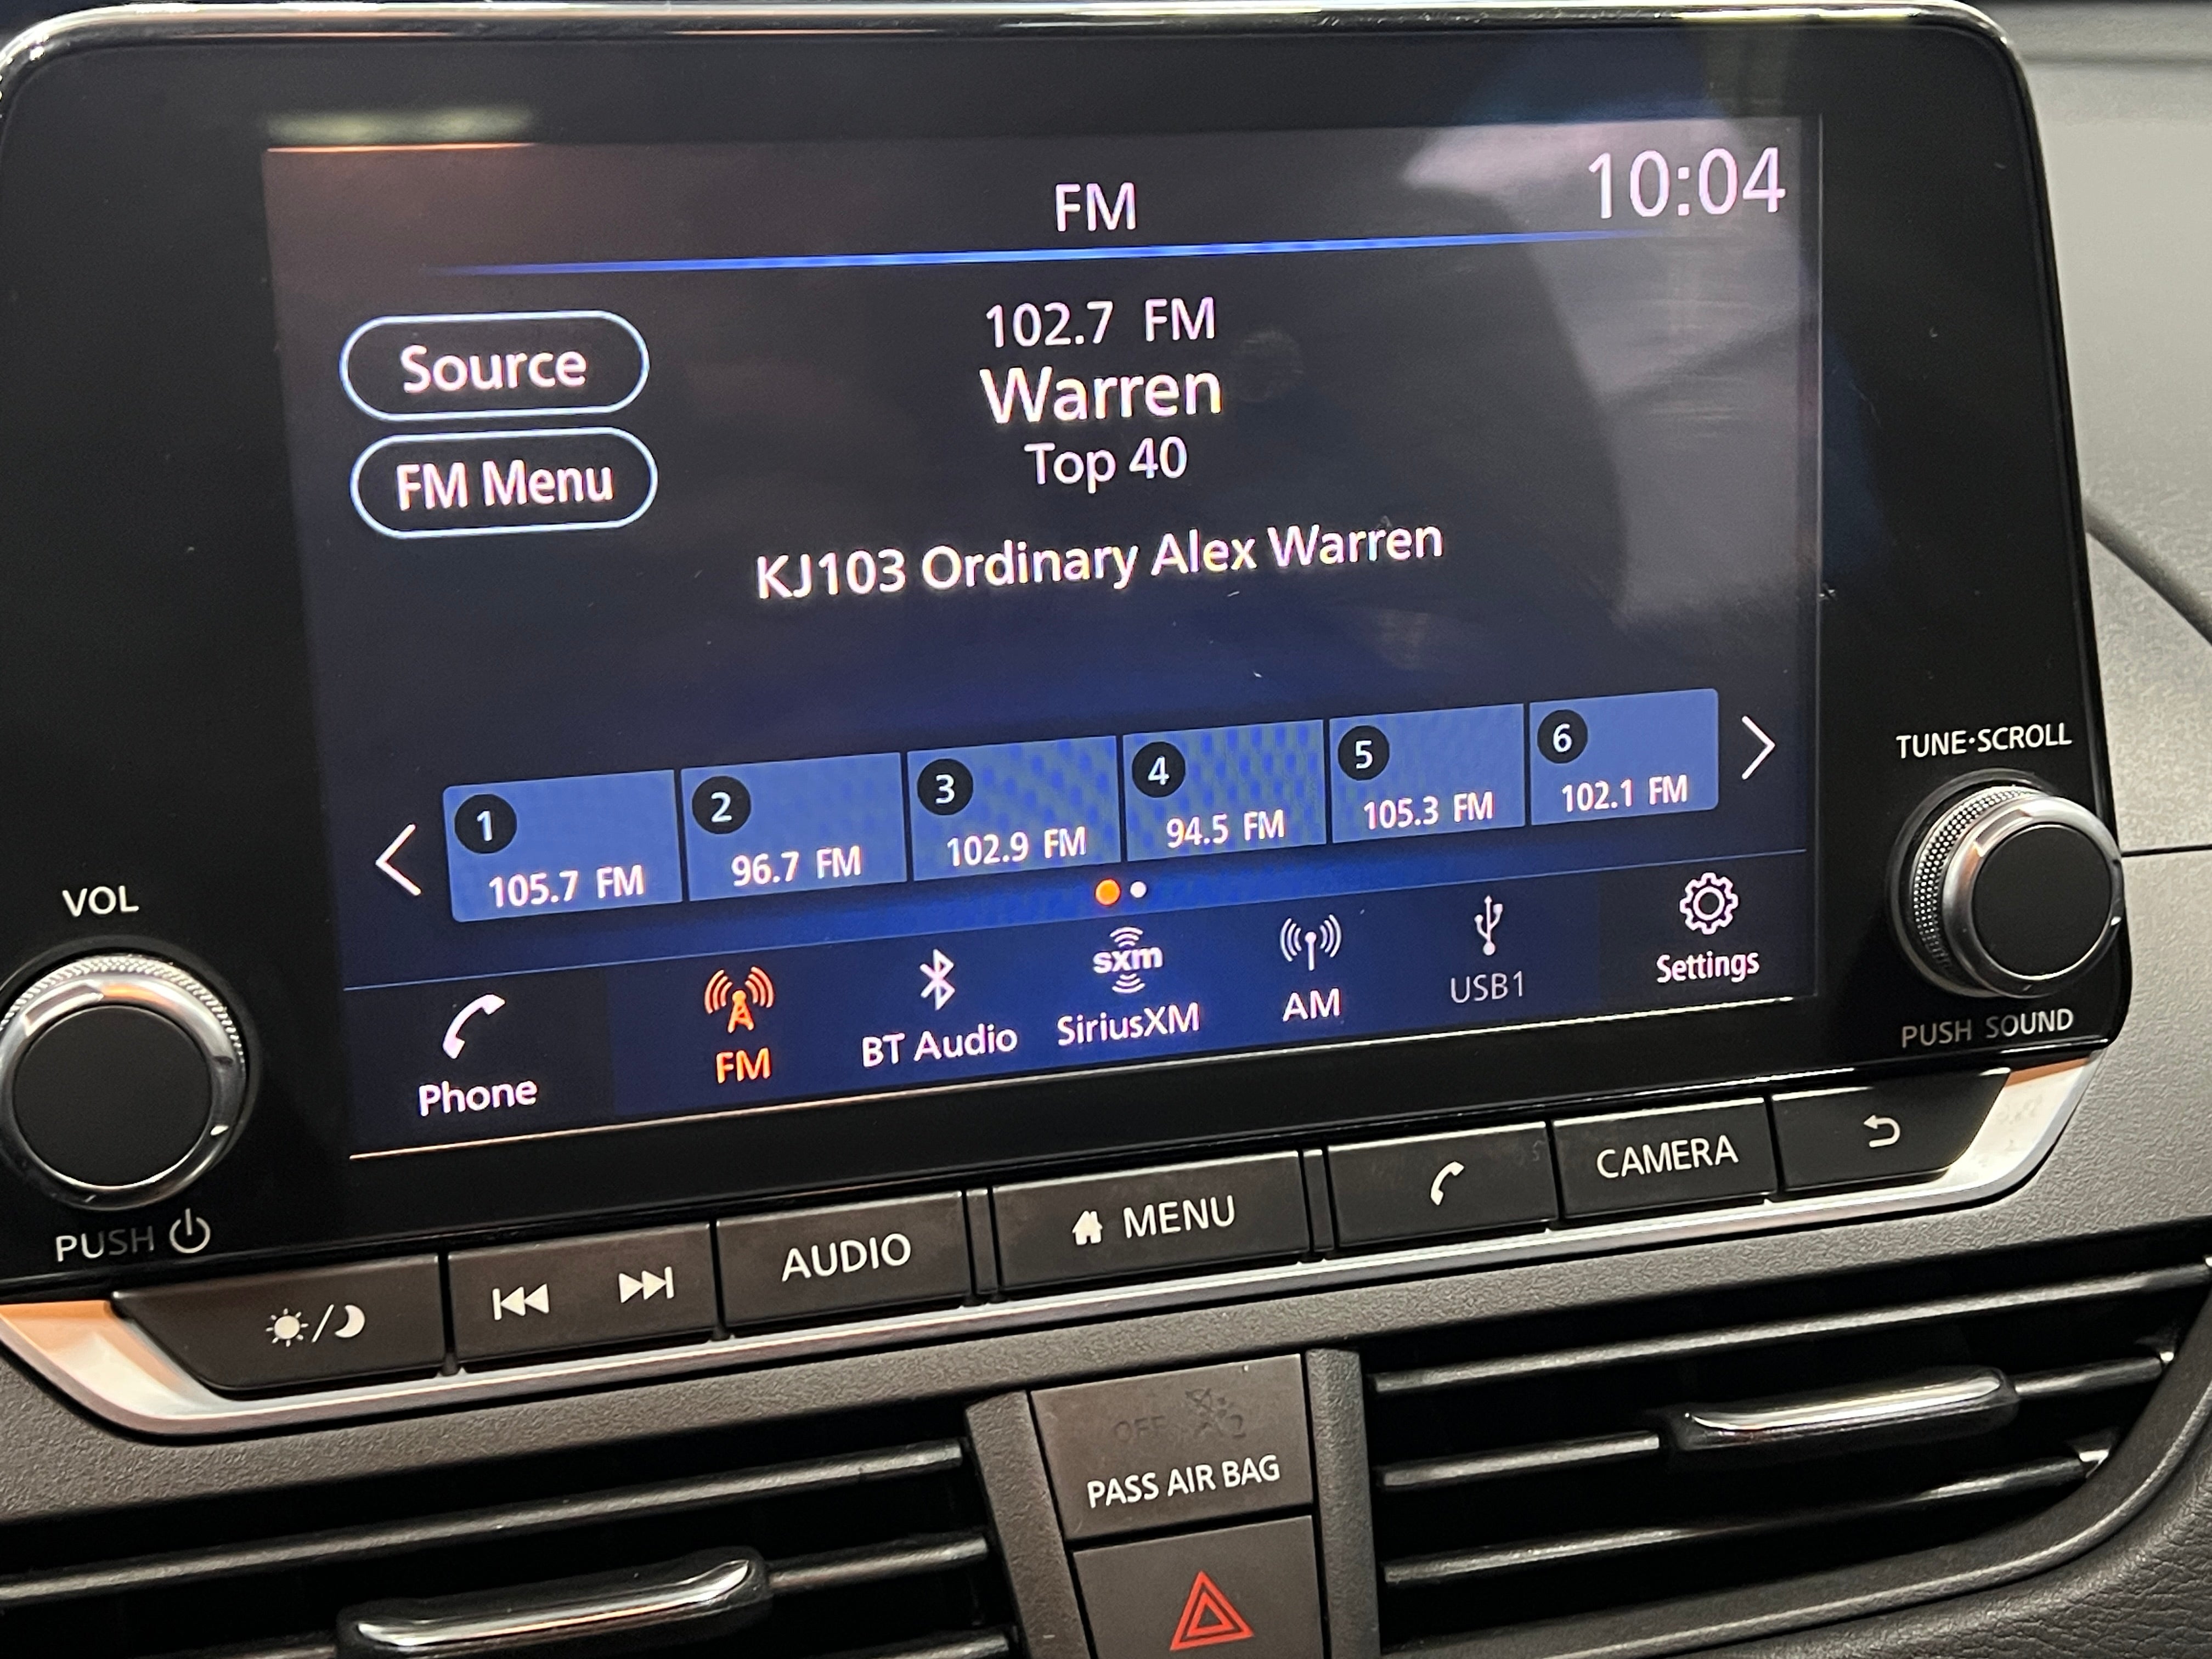 FM
10:04
Source
FM Menu
102.7 FM
Warren
Top 40
KJ103 Ordinary Alex Warren
1
105.7 FM
2
96.7 FM
3
102.9 FM
4
94.5 FM
5
105.3 FM
6
102.1 FM
Phone
FM
BT Audio
sxm
SiriusXM
AM
USB1
Settings
VOL
PUSH
TUNE·SCROLL
PUSH SOUND
AUDIO
MENU
CAMERA
OFF
PASS AIR BAG